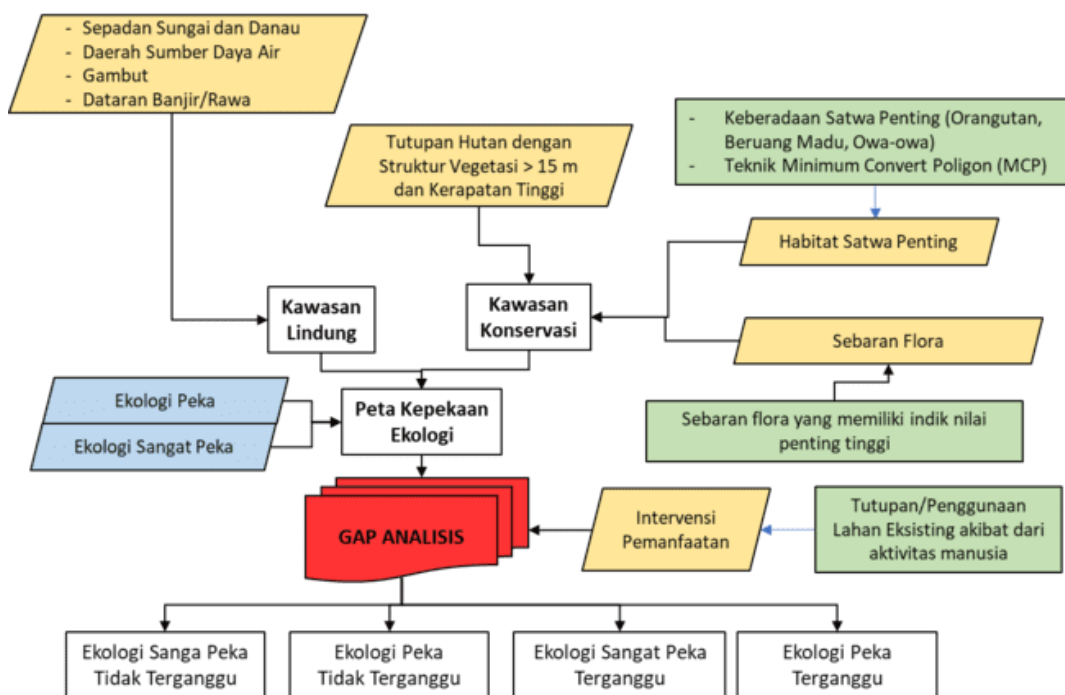 - Sepadan Sungai dan Danau
- Daerah Sumber Daya Air
- Gambut
- Dataran Banjir/Rawa
Tutupan Hutan dengan
Struktur Vegetasi > 15 m
dan Kerapatan Tinggi
- Keberadaan Satwa Penting (Orangutan,
Beruang Madu, Owa-owa)
- Teknik Minimum Convert Poligon (MCP)
Habitat Satwa Penting
Kawasan
Lindung
Kawasan
Konservasi
Sebaran Flora
Ekologi Peka
Ekologi Sangat Peka
Peta Kepekaan
Ekologi
Sebaran flora yang memiliki indik nilai
penting tinggi
GAP ANALISIS
Intervensi
Pemanfaatan
Tutupan/Penggunaan
Lahan Eksisting akibat dari
aktivitas manusia
Ekologi Sanga Peka
Tidak Terganggu
Ekologi Peka
Tidak Terganggu
Ekologi Sangat Peka
Terganggu
Ekologi Peka
Terganggu